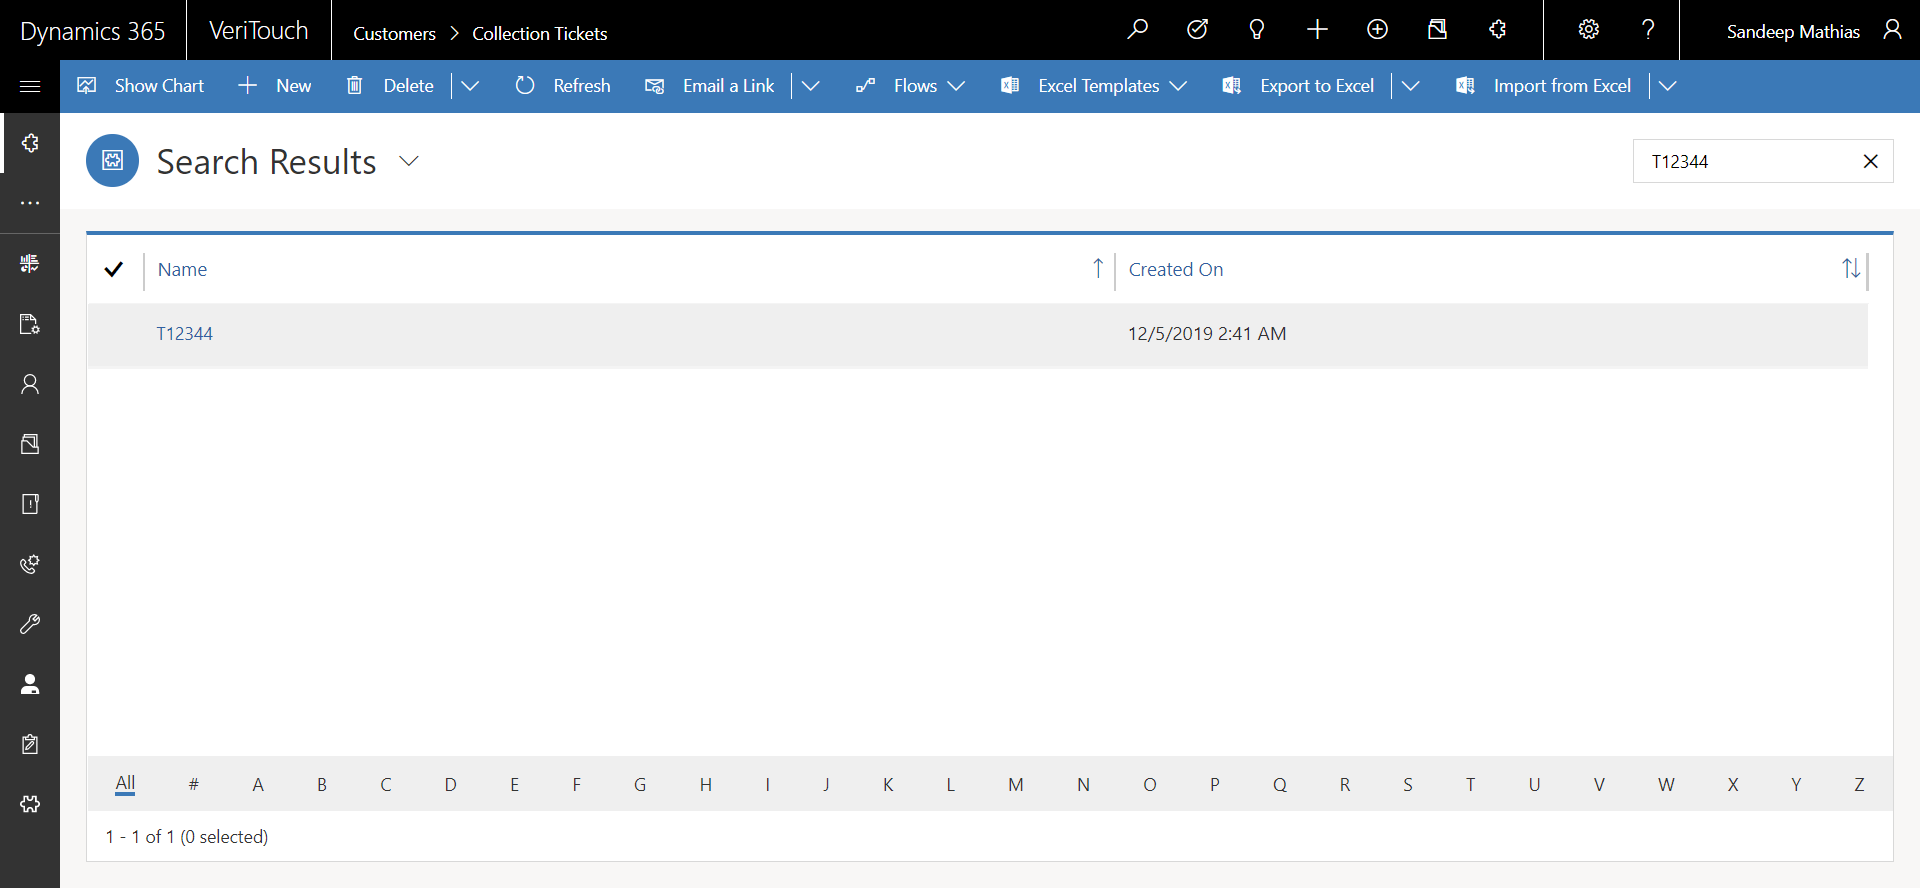 Dynamics 365 VeriTouch Customers > Collection Tickets ? Sandeep Mathias
Show Chart New Delete Refresh Email a Link Flows Excel Templates Export to Excel Import from Excel
Search Results T12344
Name Created On
T12344 12/5/2019 2:41 AM
All # A B C D E F G H I J K L M N O P Q R S T U V W X Y Z
1 - 1 of 1 (0 selected)